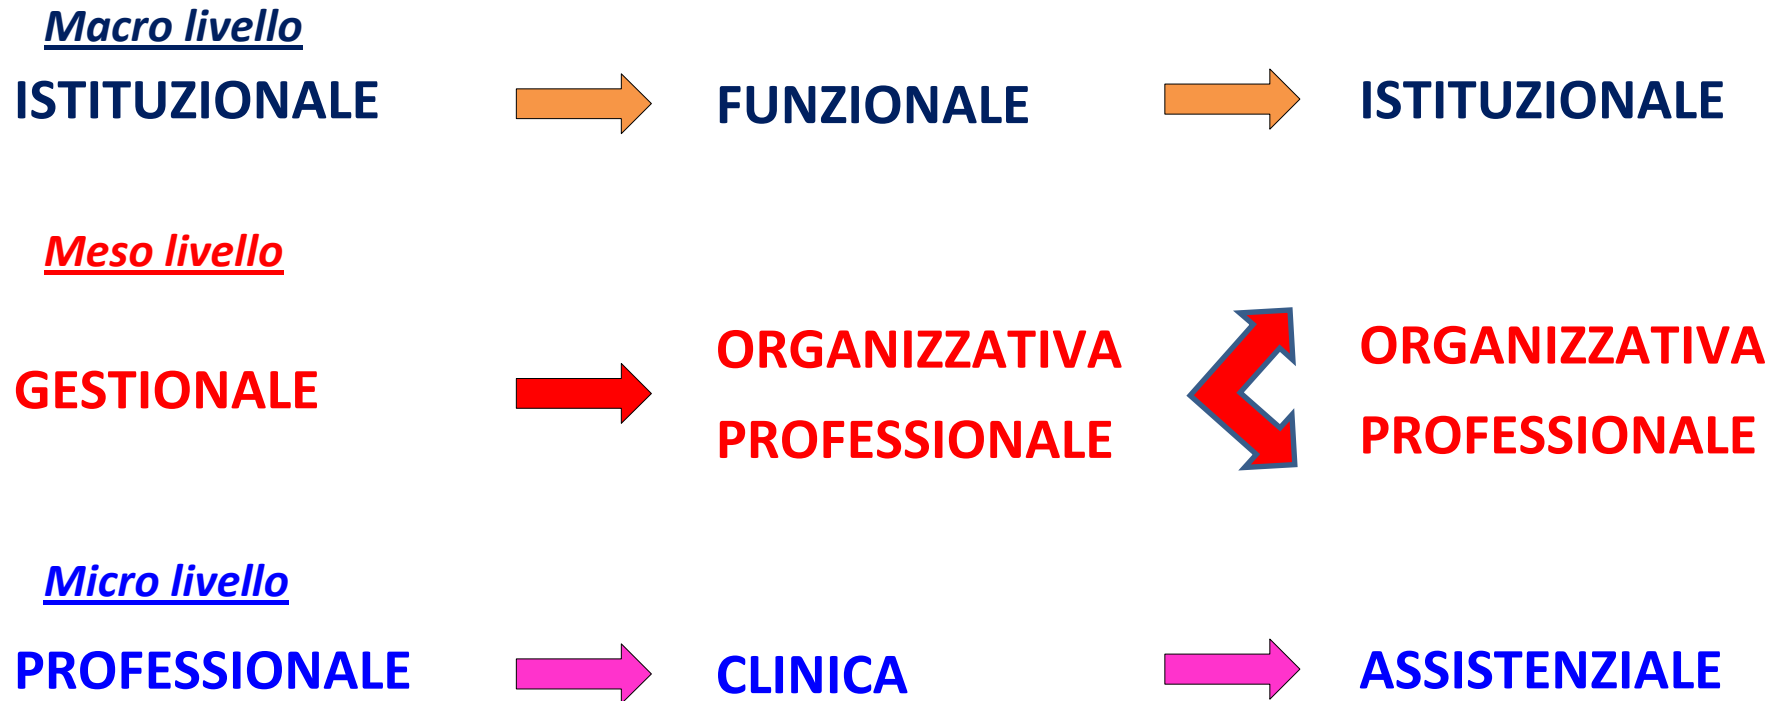 Macro livello
ISTITUZIONALE FUNZIONALE ISTITUZIONALE
Meso livello
GESTIONALE
ORGANIZZATIVA
PROFESSIONALE
ORGANIZZATIVA
PROFESSIONALE
Micro livello
PROFESSIONALE CLINICA ASSISTENZIALE